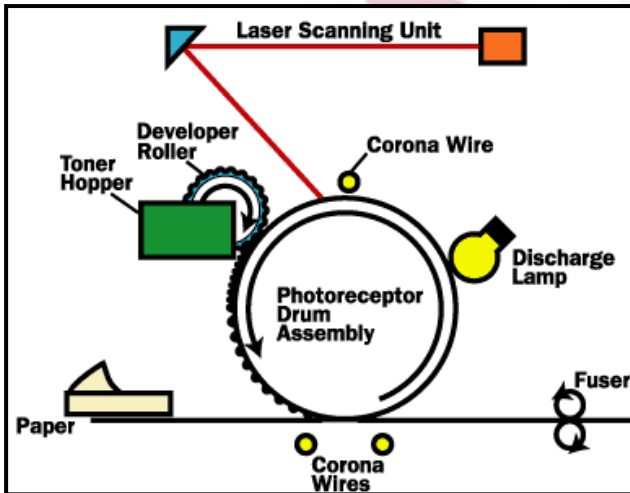 Laser Scanning Unit
Developer
Roller
Corona Wire
Toner
Hopper
Discharge
Lamp
Photoreceptor
Drum
Assembly
Fuser
Paper
Corona
Wires